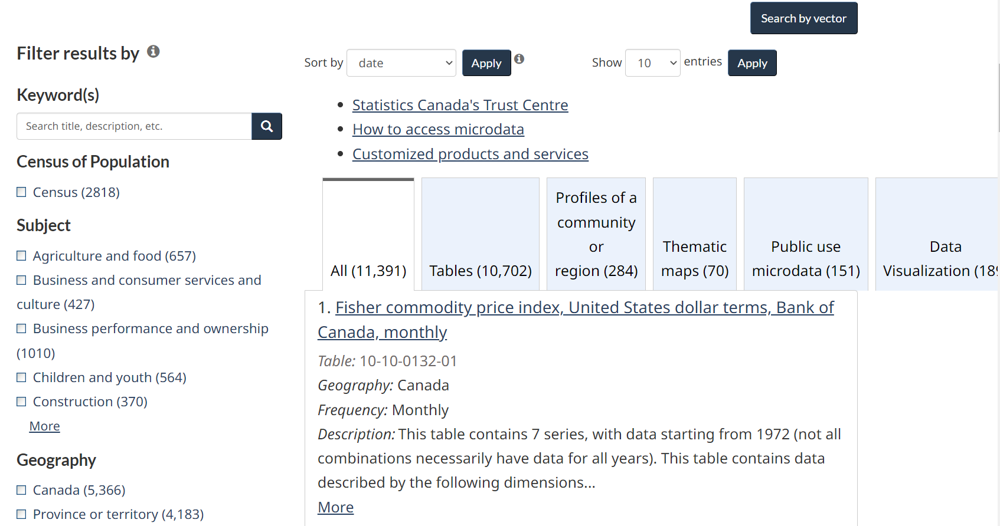 Search by vector
Filter results by
Sort by date Apply
Show 10 entries Apply
Keyword(s)
Search title, description, etc.
Census of Population
Census (2818)
Subject
Agriculture and food (657)
Business and consumer services and
culture (427)
Business performance and ownership
(1010)
Children and youth (564)
Construction (370)
More
Geography
Canada (5,366)
Province or territory (4,183)
Statistics Canada's Trust Centre
How to access microdata
Customized products and services
All (11,391)
Tables (10,702)
Profiles of a
community
or
region (284)
Thematic
maps (70)
Public use
microdata (151)
Data
Visualization (189
1. Fisher commodity price index, United States dollar terms, Bank of
Canada, monthly
Table: 10-10-0132-01
Geography: Canada
Frequency: Monthly
Description: This table contains 7 series, with data starting from 1972 (not all
combinations necessarily have data for all years). This table contains data
described by the following dimensions...
More